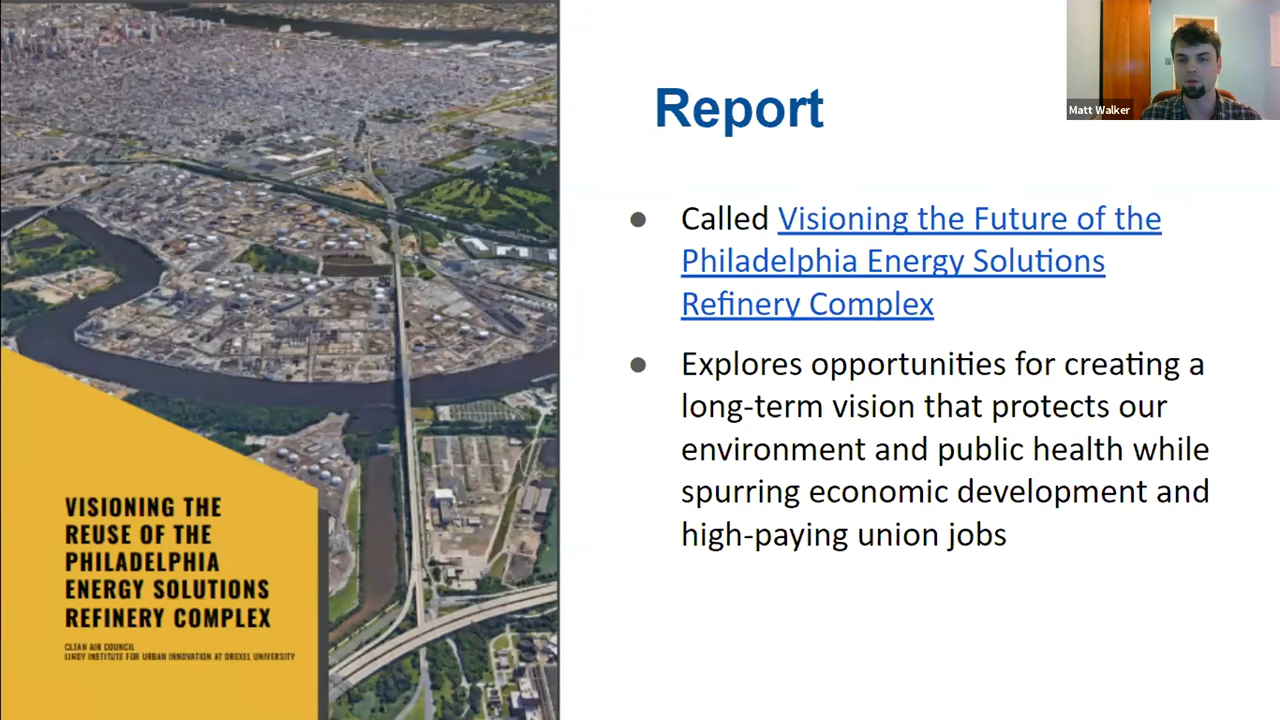 Report
Matt Walker
● Called Visioning the Future of the
Philadelphia Energy Solutions
Refinery Complex
● Explores opportunities for creating a
long-term vision that protects our
environment and public health while
spurring economic development and
high-paying union jobs
VISIONING THE
REUSE OF THE
PHILADELPHIA
ENERGY SOLUTIONS
REFINERY COMPLEX
CLEAN AIR COUNCIL
LINDY INSTITUTE FOR URBAN INNOVATION AT DREXEL UNIVERSITY